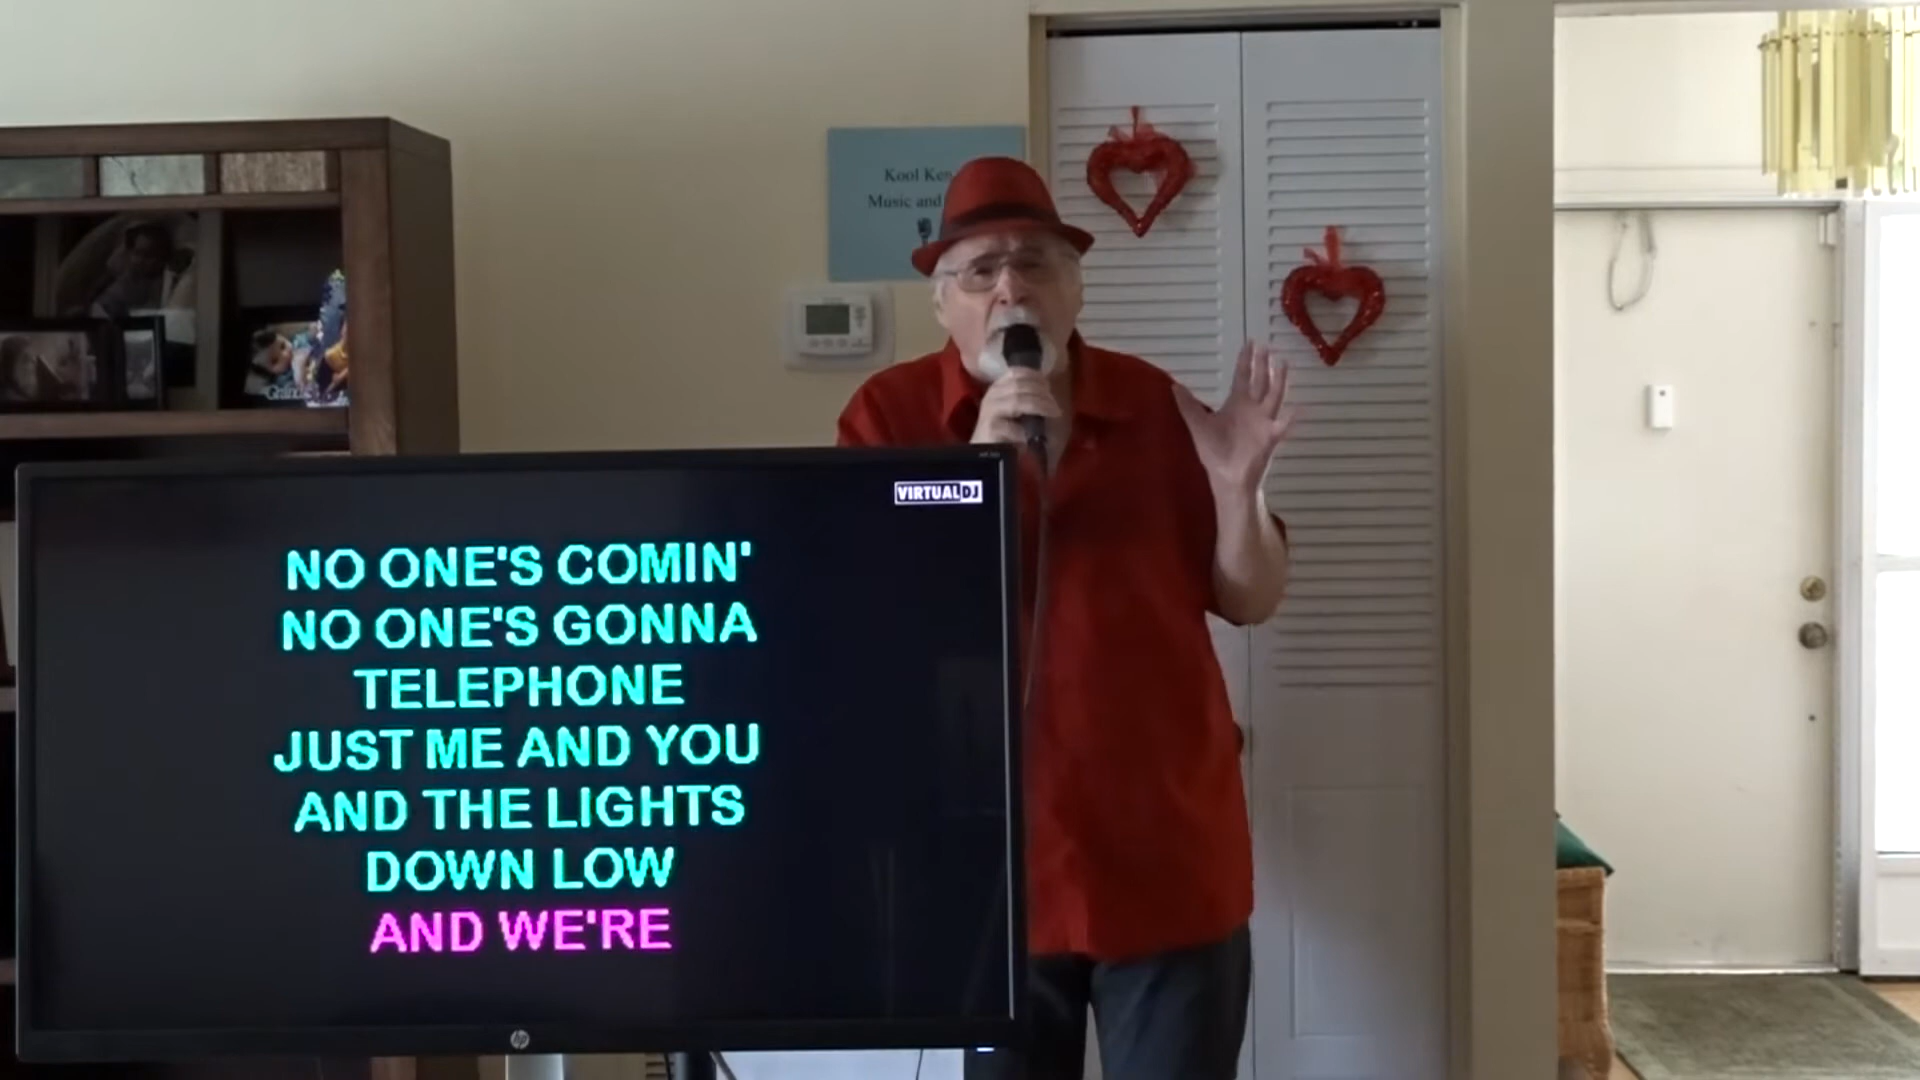 Kool Ken
Music and
VIRTUALDJ
NO ONE'S COMIN'
NO ONE'S GONNA
TELEPHONE
JUST ME AND YOU
AND THE LIGHTS
DOWN LOW
AND WE'RE
hp